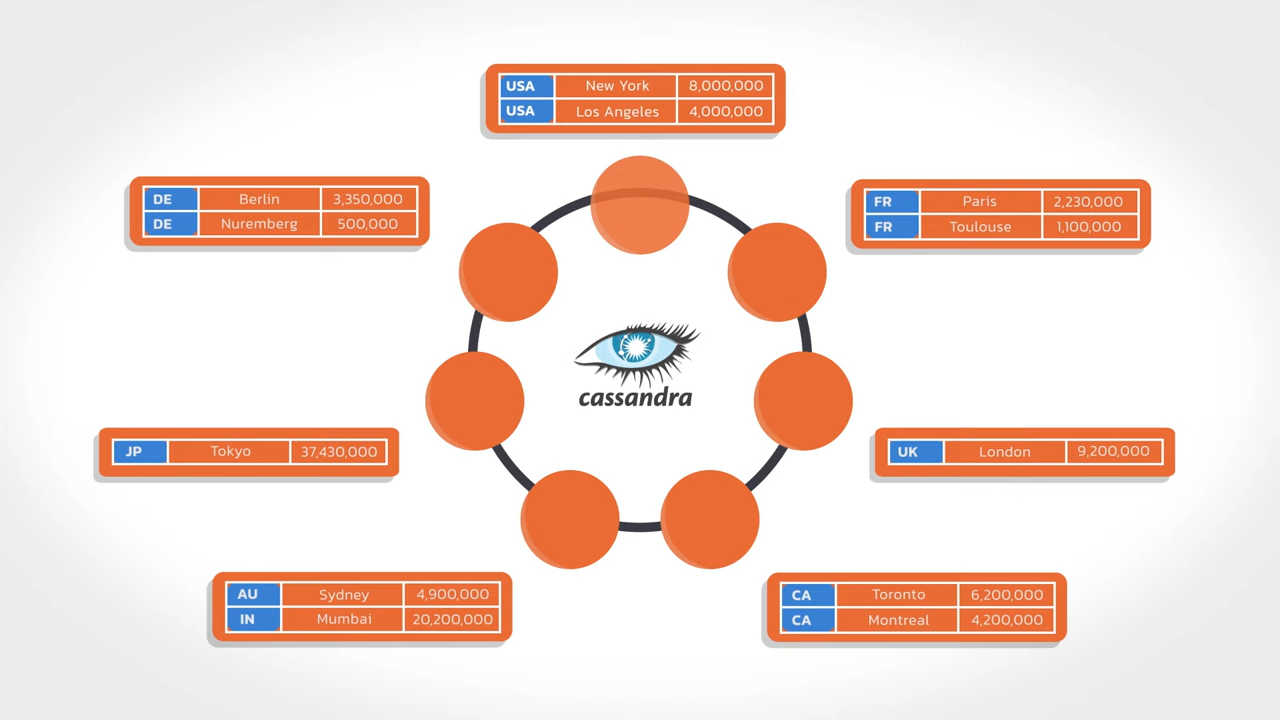 USA New York 8,000,000
USA Los Angeles 4,000,000
DE Berlin 3,350,000
DE Nuremberg 500,000
FR Paris 2,230,000
FR Toulouse 1,100,000
cassandra
JP Tokyo 37,430,000
UK London 9,200,000
AU Sydney 4,900,000
IN Mumbai 20,200,000
CA Toronto 6,200,000
CA Montreal 4,200,000